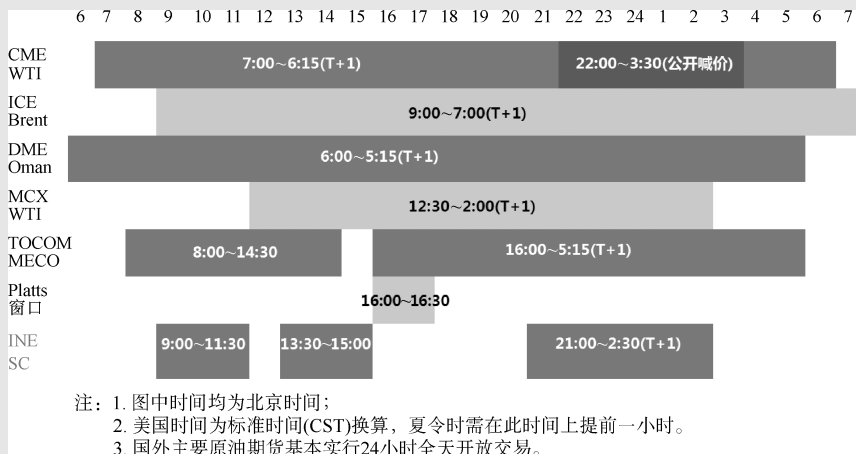 6 7 8 9 10 11 12 13 14 15 16 17 18 19 20 21 22 23 24 1 2 3 4 5 6 7
CME
WTI
7:00～6:15(T+1)
22:00～3:30(公开喊价)
ICE
Brent
9:00～7:00(T+1)
DME
Oman
6:00～5:15(T+1)
MCX
WTI
12:30～2:00(T+1)
TOCOM
MECO
8:00～14:30
16:00～5:15(T+1)
Platts
窗口
16:00～16:30
INE
SC
9:00～11:30
13:30～15:00
21:00～2:30(T+1)
注：1. 图中时间均为北京时间；
2. 美国时间为标准时间(CST)换算，夏令时需在此时间上提前一小时。
3. 国外主要原油期货基本实行24小时全天开放交易。